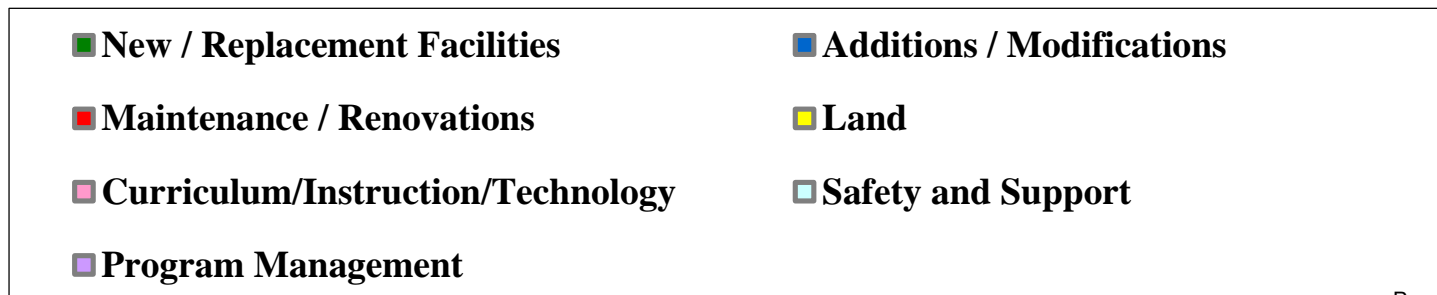 New / Replacement Facilities
Additions / Modifications
Maintenance / Renovations
Land
Curriculum/Instruction/Technology
Safety and Support
Program Management